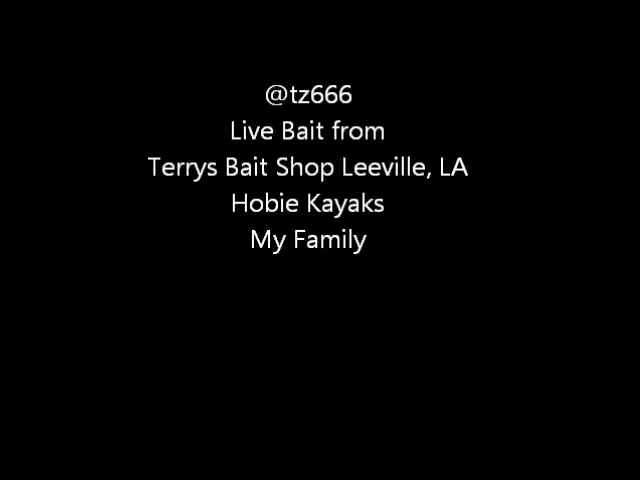 @tz666
Live Bait from
Terrys Bait Shop Leeville, LA
Hobie Kayaks
My Family